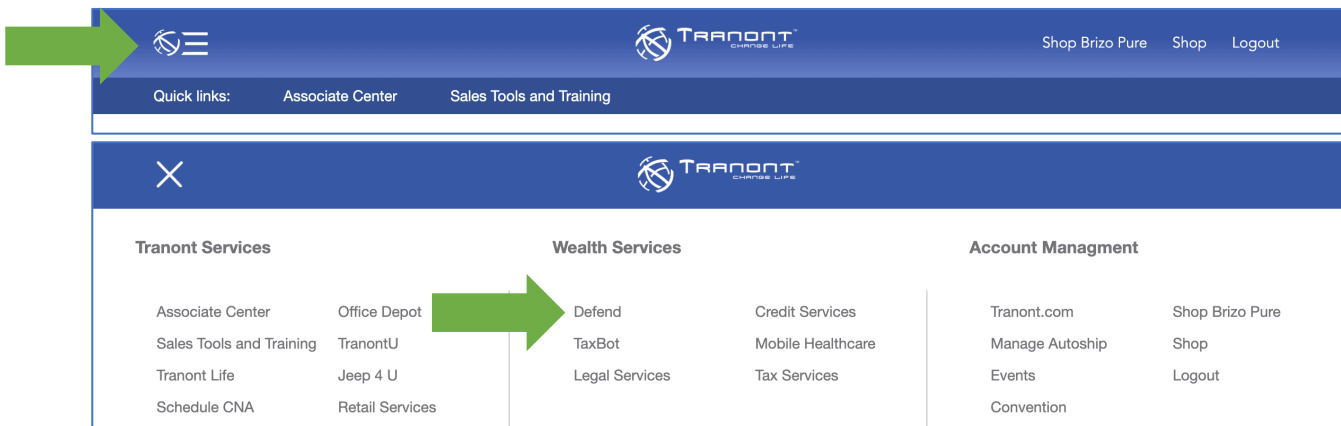 TRANONT™
CHANGE LIFE
Shop Brizo Pure Shop Logout
Quick links: Associate Center Sales Tools and Training
TRANONT™
CHANGE LIFE
Tranont Services Wealth Services Account Managment
Associate Center Office Depot Defend Credit Services Tranont.com Shop Brizo Pure
Sales Tools and Training TranontU TaxBot Mobile Healthcare Manage Autoship Shop
Tranont Life Jeep 4 U Legal Services Tax Services Events Logout
Schedule CNA Retail Services Convention